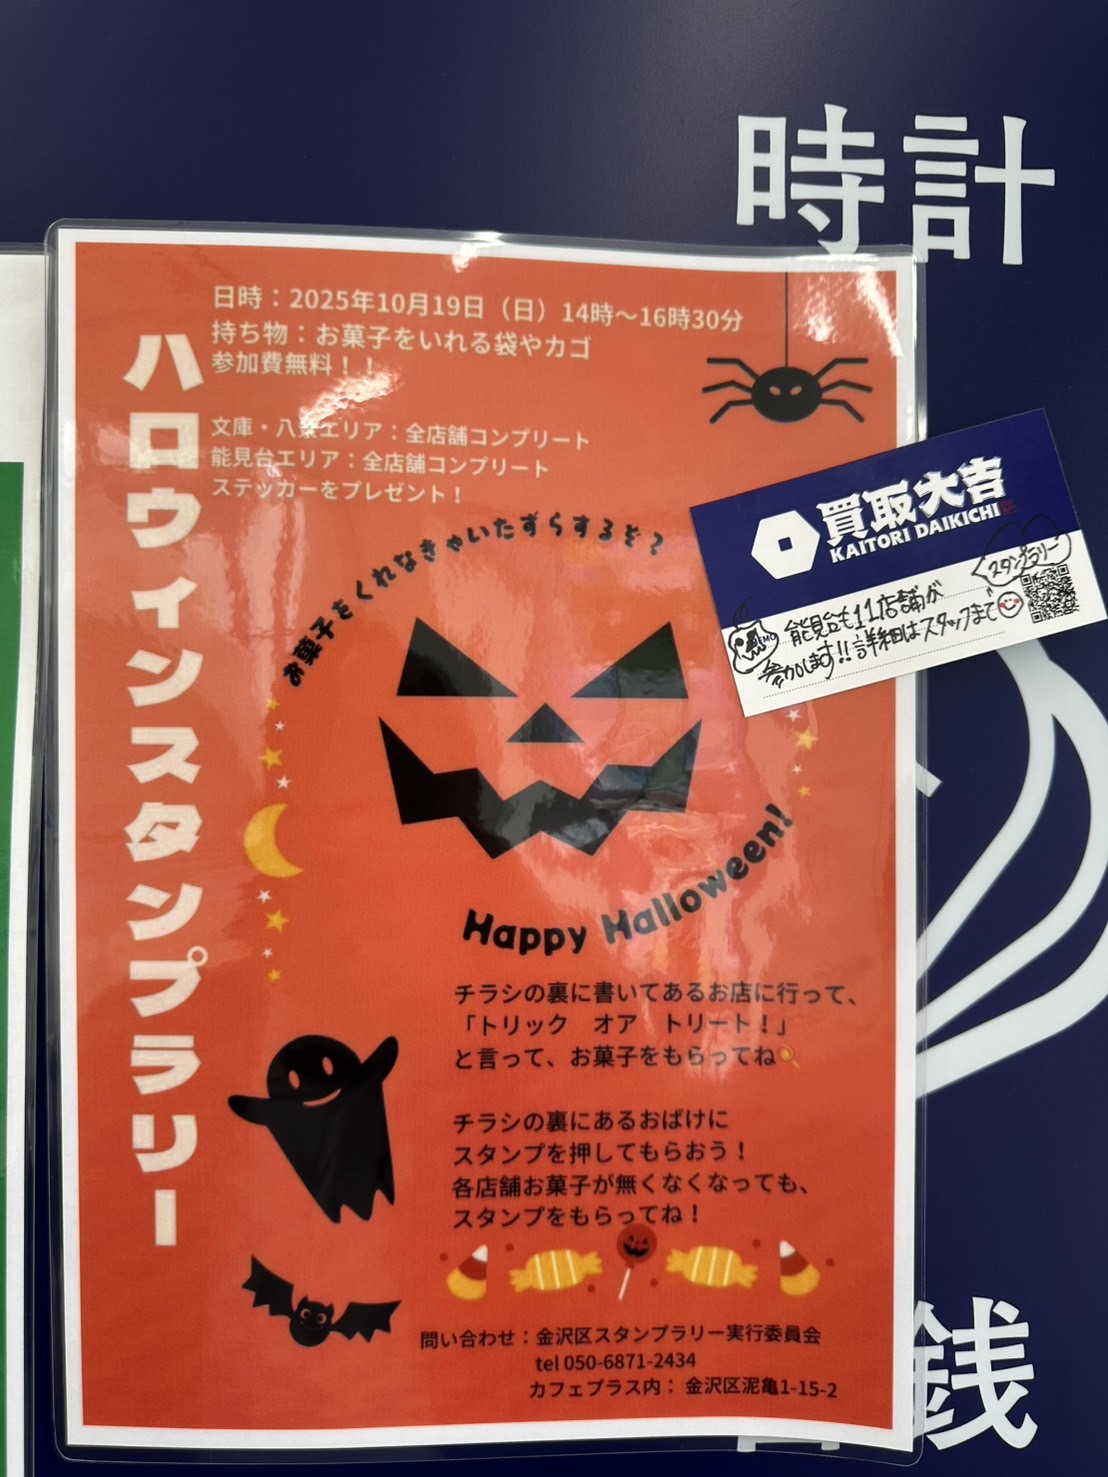 時計
日時：2025年10月19日（日）14時～16時30分
持ち物：お菓子をいれる袋やカゴ
参加費無料！！
ハロウィンスタンプラリー
文庫・八景エリア：全店舗コンプリート
能見台エリア：全店舗コンプリート
ステッカーをプレゼント！
お菓子をくれなきゃいたずらするぞ？
買取大吉
KAITORI DAIKICHI
スタンプラリー
MEMO
能見台も11店舗が
参加します!!詳細はスタッフまで
Happy Halloween!
チラシの裏に書いてあるお店に行って、
「トリック　オア　トリート！」
と言って、お菓子をもらってね
チラシの裏にあるおばけに
スタンプを押してもらおう！
各店舗お菓子が無くなくなっても、
スタンプをもらってね！
問い合わせ：金沢区スタンプラリー実行委員会
tel 050-6871-2434
カフェプラス内： 金沢区泥亀1-15-2
銭